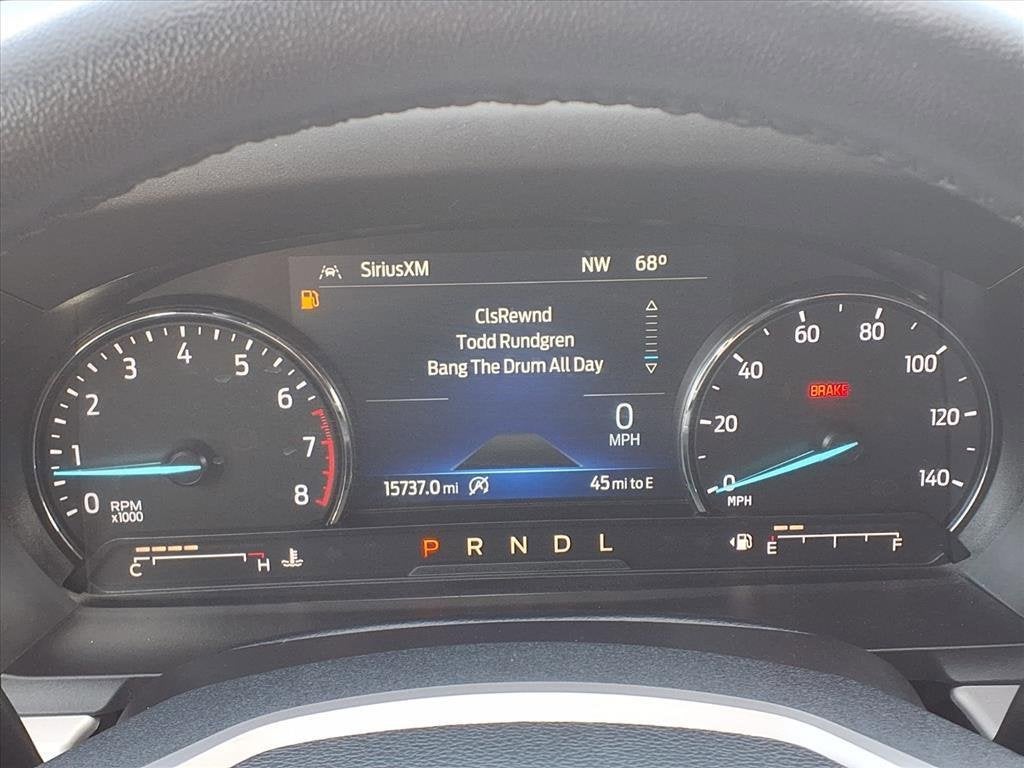 SiriusXM NW 68º
ClsRewnd
Todd Rundgren
Bang The Drum All Day
0
MPH
15737.0 mi 45 mi to E
0 1 2 3 4 5 6 7 8
RPM
x1000
0 20 40 60 80 100 120 140
BRAKE
MPH
C H
P R N D L
E F